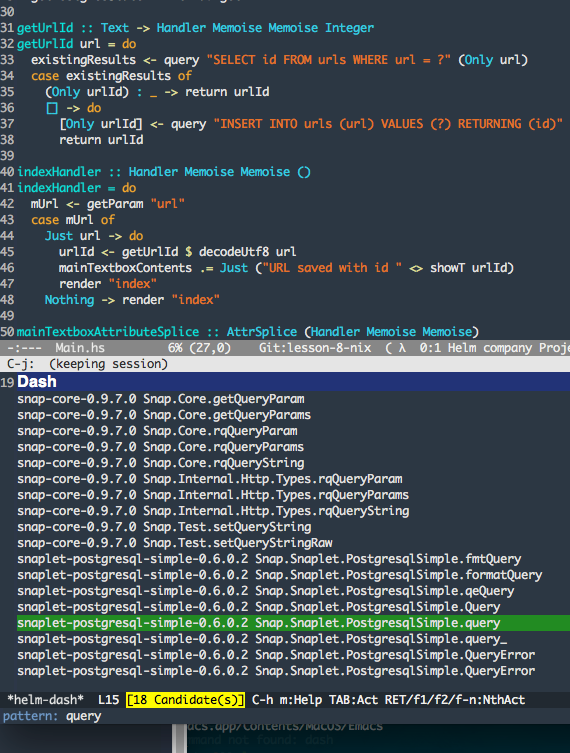 30
31 getUrlId :: Text -> Handler Memoise Memoise Integer
32 getUrlId url = do
33   existingResults <- query "SELECT id FROM urls WHERE url = ?" (Only url)
34   case existingResults of
35     (Only urlId) : _ -> return urlId
36     [] -> do
37       [Only urlId] <- query "INSERT INTO urls (url) VALUES (?) RETURNING (id)"
38       return urlId
39
40 indexHandler :: Handler Memoise Memoise ()
41 indexHandler = do
42   mUrl <- getParam "url"
43   case mUrl of
44     Just url -> do
45       urlId <- getUrlId $ decodeUtf8 url
46       mainTextboxContents .= Just ("URL saved with id " <> showT urlId)
47       render "index"
48     Nothing -> render "index"
49
50 mainTextboxAttributeSplice :: AttrSplice (Handler Memoise Memoise)
-:--- Main.hs 6% (27,0) Git:lesson-8-nix ( λ 0:1 Helm company Proje
C-j: (keeping session)
19 Dash
snap-core-0.9.7.0 Snap.Core.getQueryParam
snap-core-0.9.7.0 Snap.Core.getQueryParams
snap-core-0.9.7.0 Snap.Core.rqQueryParam
snap-core-0.9.7.0 Snap.Core.rqQueryParams
snap-core-0.9.7.0 Snap.Core.rqQueryString
snap-core-0.9.7.0 Snap.Internal.Http.Types.rqQueryParam
snap-core-0.9.7.0 Snap.Internal.Http.Types.rqQueryParams
snap-core-0.9.7.0 Snap.Internal.Http.Types.rqQueryString
snap-core-0.9.7.0 Snap.Test.setQueryString
snap-core-0.9.7.0 Snap.Test.setQueryStringRaw
snaplet-postgresql-simple-0.6.0.2 Snap.Snaplet.PostgresqlSimple.fmtQuery
snaplet-postgresql-simple-0.6.0.2 Snap.Snaplet.PostgresqlSimple.formatQuery
snaplet-postgresql-simple-0.6.0.2 Snap.Snaplet.PostgresqlSimple.qeQuery
snaplet-postgresql-simple-0.6.0.2 Snap.Snaplet.PostgresqlSimple.Query
snaplet-postgresql-simple-0.6.0.2 Snap.Snaplet.PostgresqlSimple.query
snaplet-postgresql-simple-0.6.0.2 Snap.Snaplet.PostgresqlSimple.query_
snaplet-postgresql-simple-0.6.0.2 Snap.Snaplet.PostgresqlSimple.QueryError
snaplet-postgresql-simple-0.6.0.2 Snap.Snaplet.PostgresqlSimple.QueryError
*helm-dash* L15 [18 Candidate(s)] C-h m:Help TAB:Act RET/f1/f2/f-n:NthAct
pattern: query
acs.app/Contents/MacOS/Emacs
mmand not found: dash